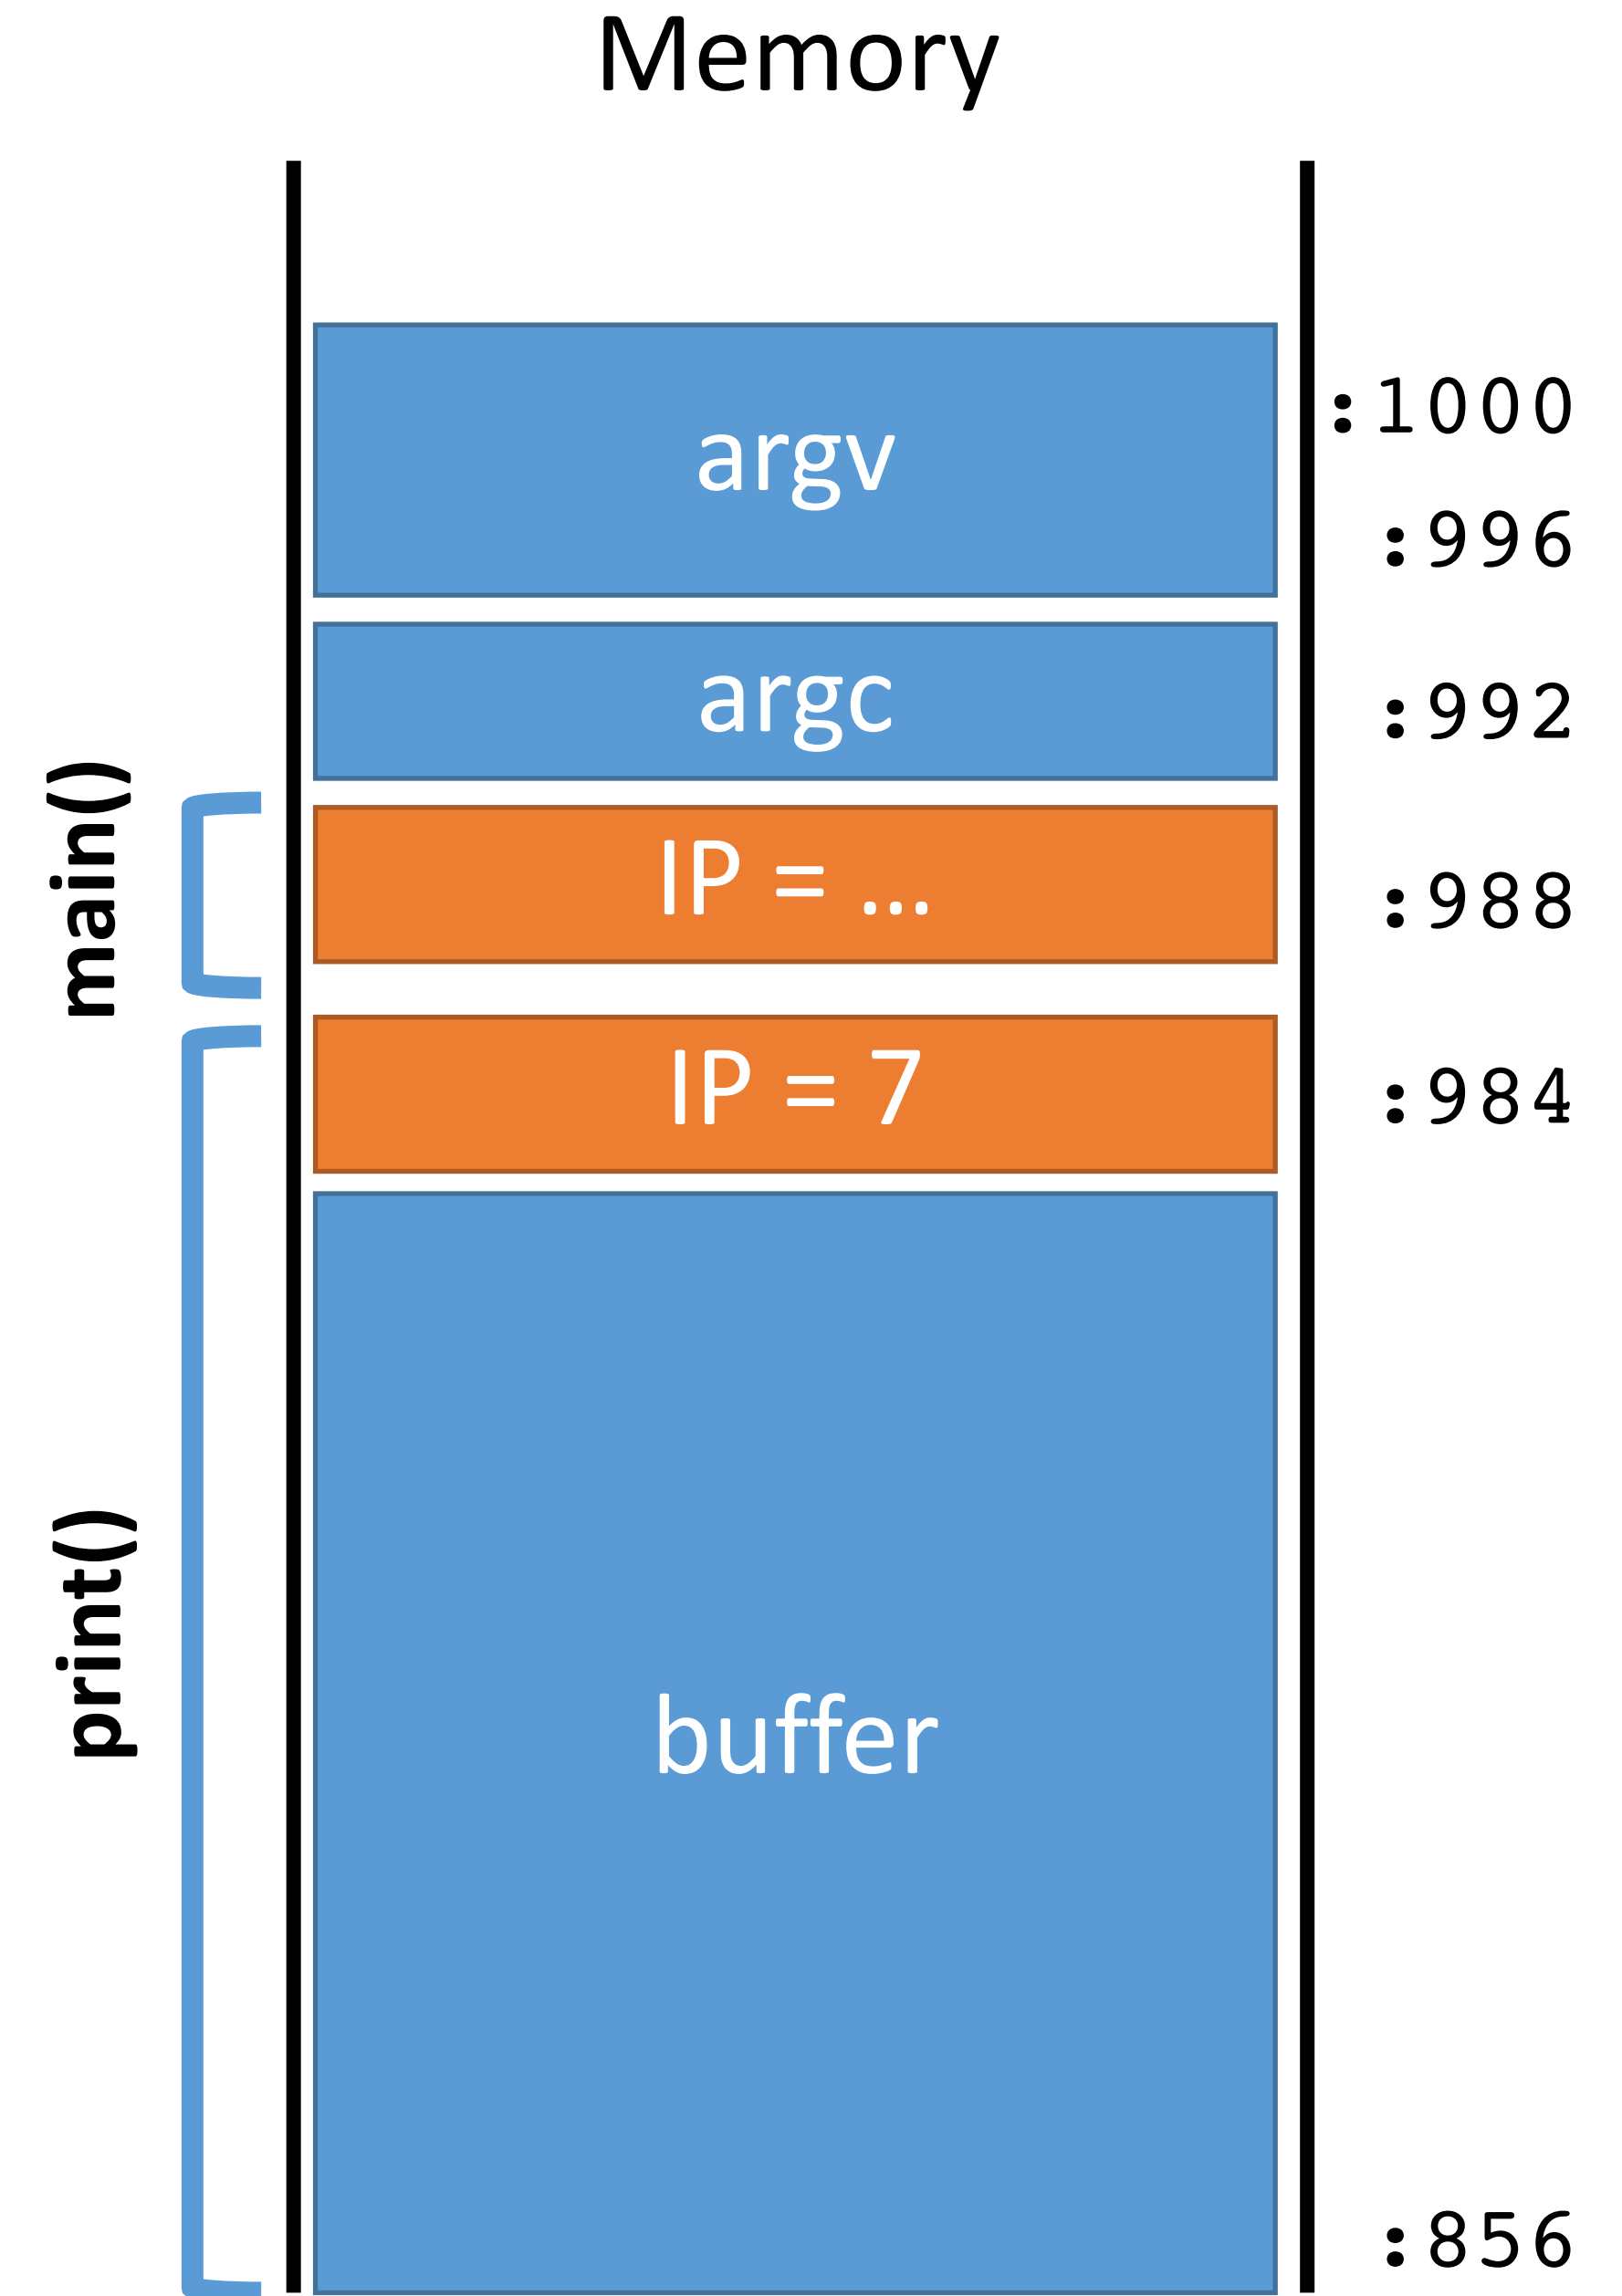 Memory
argv
:1000
:996
argc
:992
main()
IP = ...
:988
IP = 7
:984
print()
buffer
:856